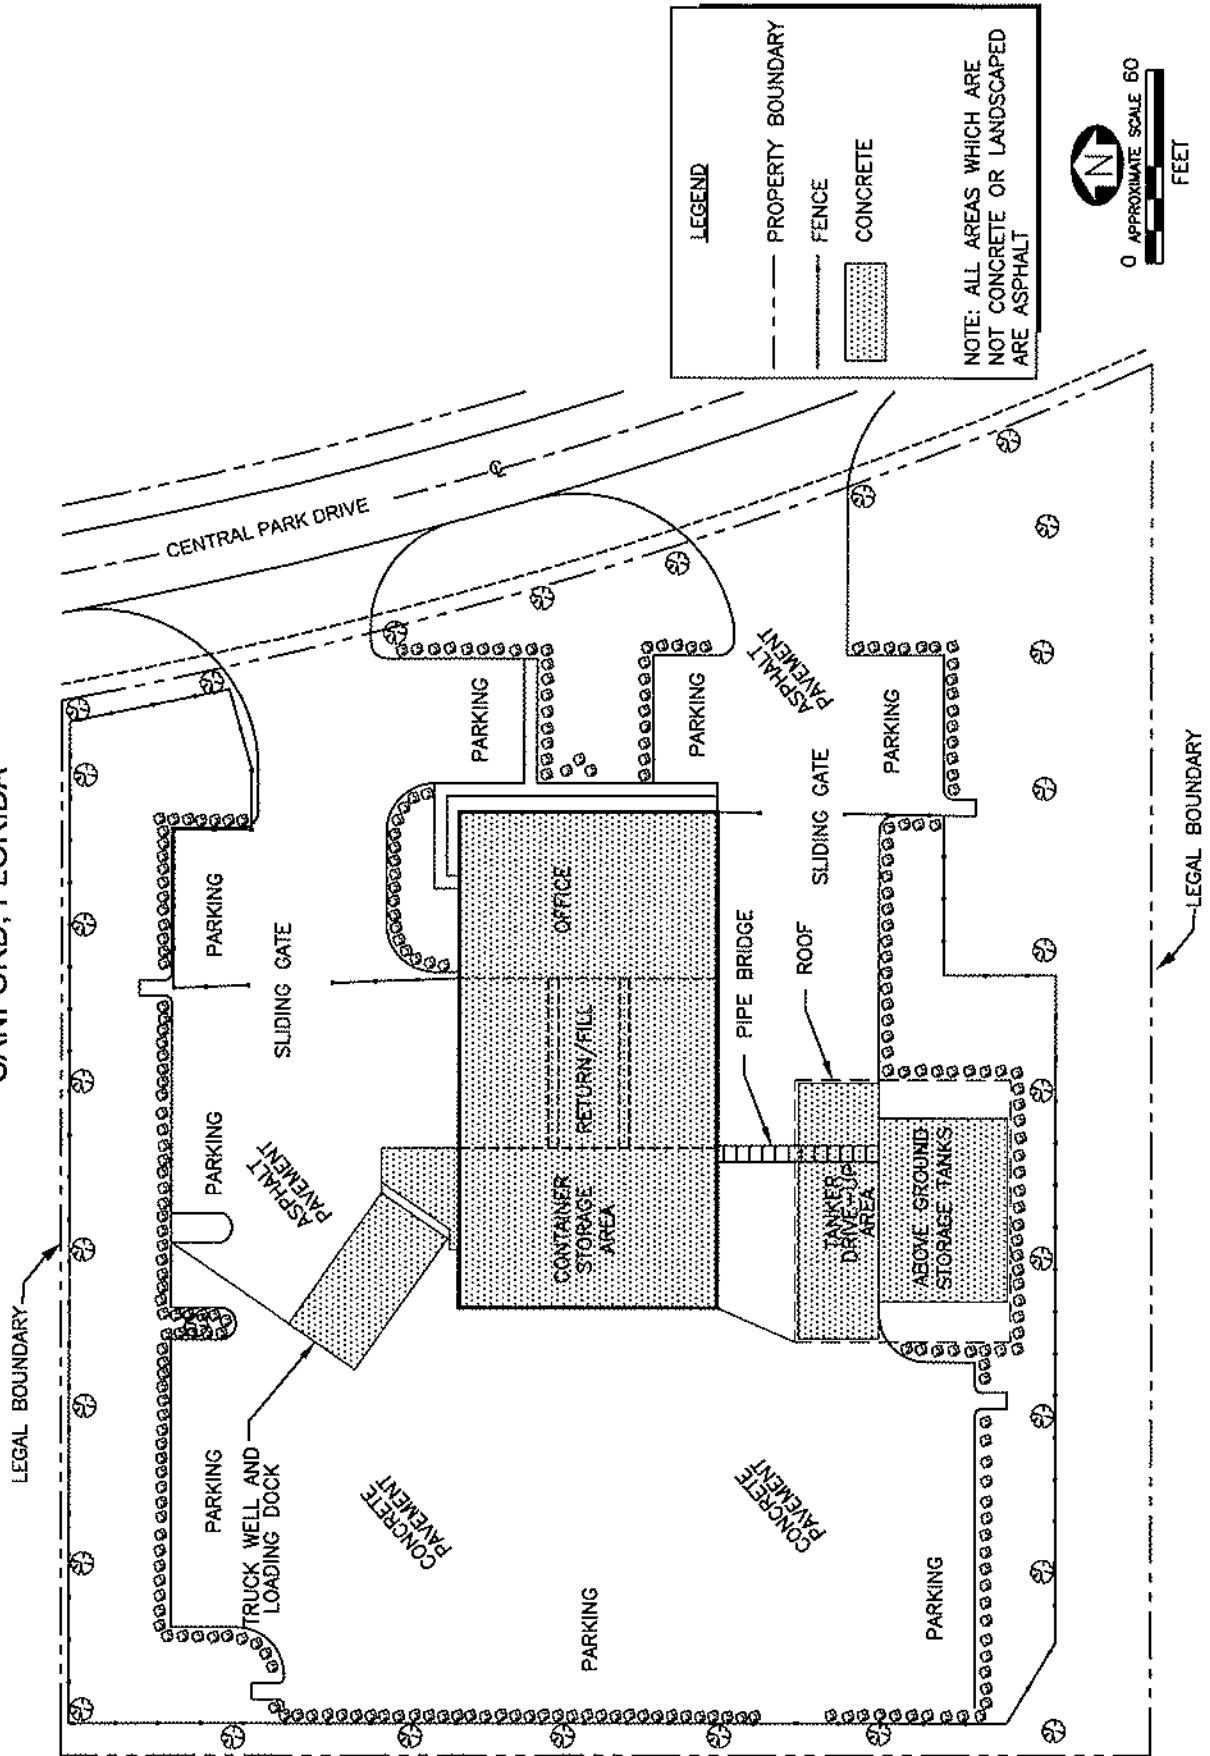 SANFORD, FLORIDA
LEGAL BOUNDARY
CENTRAL PARK DRIVE
PARKING
PARKING
PARKING
SLIDING GATE
ASPHALT
PAVEMENT
TRUCK WELL AND
LOADING DOCK
CONCRETE
PAVEMENT
PARKING
℄
OFFICE
RETURN/FILL
CONTAINER
STORAGE
AREA
PARKING
PARKING
ASPHALT
PAVEMENT
PIPE BRIDGE
CONCRETE
PAVEMENT
ROOF
SLIDING GATE
TANKER
DRIVE-UP
AREA
PARKING
ABOVE GROUND
STORAGE TANKS
PARKING
LEGAL BOUNDARY
LEGEND
PROPERTY BOUNDARY
FENCE
CONCRETE
NOTE: ALL AREAS WHICH ARE
NOT CONCRETE OR LANDSCAPED
ARE ASPHALT
N
0 APPROXIMATE SCALE 60
FEET